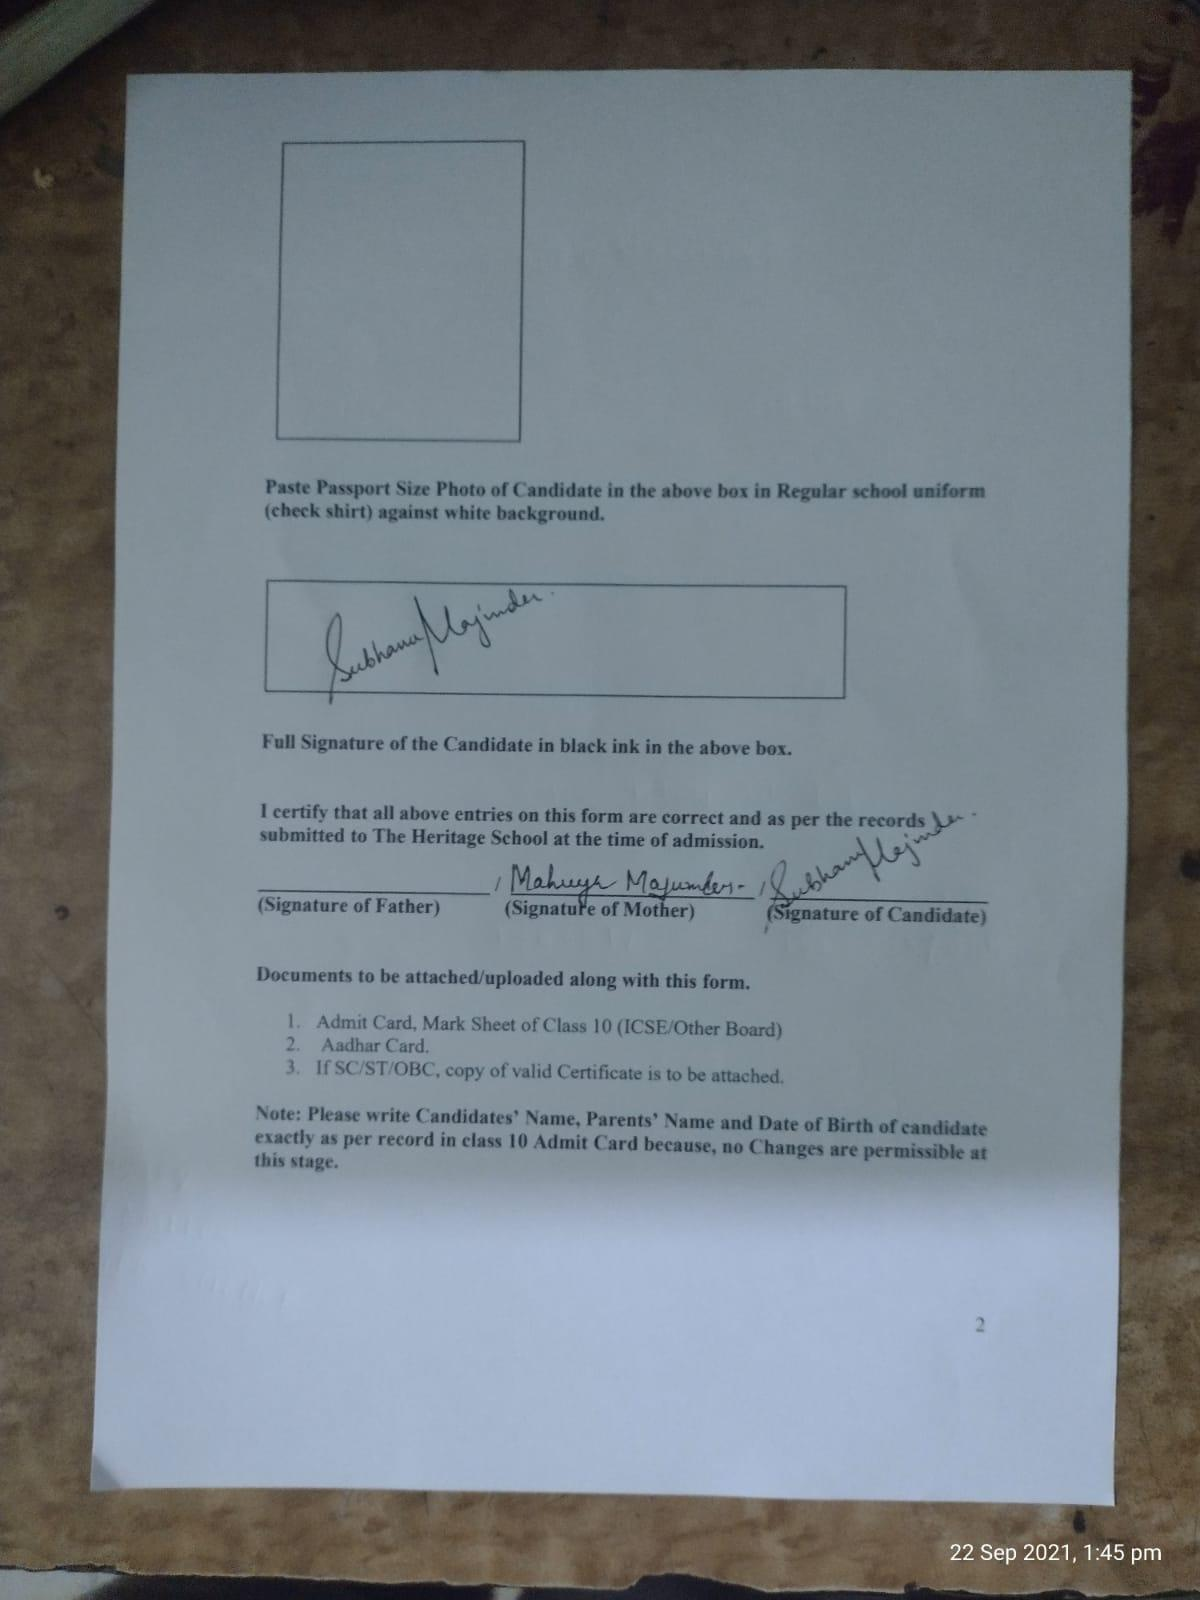 Paste Passport Size Photo of Candidate in the above box in Regular school uniform
(check shirt) against white background.
Subhanu Majumder.
Full Signature of the Candidate in black ink in the above box.
I certify that all above entries on this form are correct and as per the records
submitted to The Heritage School at the time of admission.
/ Mahuya Majumder- / Subhanu Majumder.
(Signature of Father) (Signature of Mother) (Signature of Candidate)
Documents to be attached/uploaded along with this form.
1. Admit Card, Mark Sheet of Class 10 (ICSE/Other Board)
2. Aadhar Card.
3. If SC/ST/OBC, copy of valid Certificate is to be attached.
Note: Please write Candidates’ Name, Parents’ Name and Date of Birth of candidate
exactly as per record in class 10 Admit Card because, no Changes are permissible at
this stage.
2
22 Sep 2021, 1:45 pm